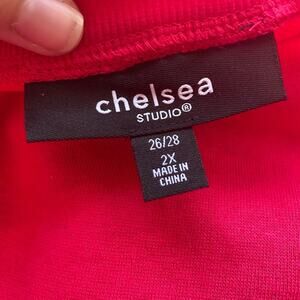 chelsea
STUDIO®
26/28
2X
MADE IN
CHINA